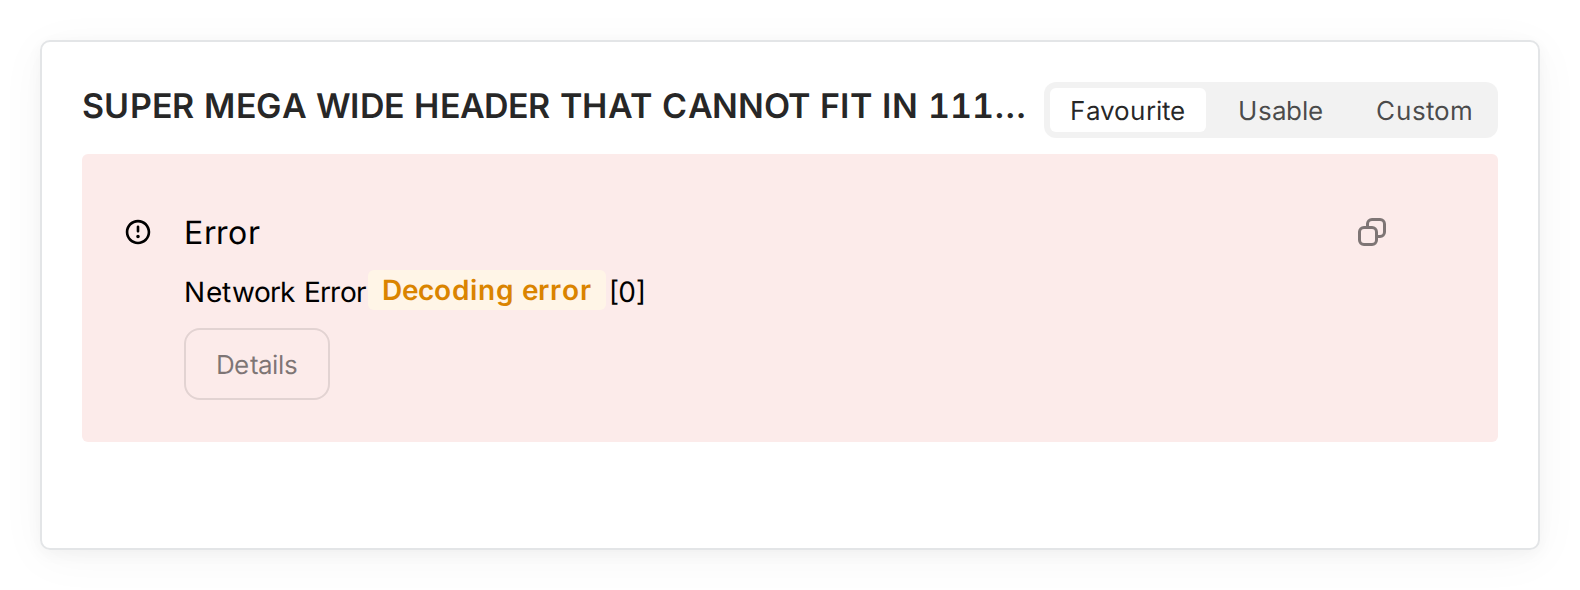 SUPER MEGA WIDE HEADER THAT CANNOT FIT IN 111...
Favourite Usable Custom
Error
Network Error Decoding error [0]
Details